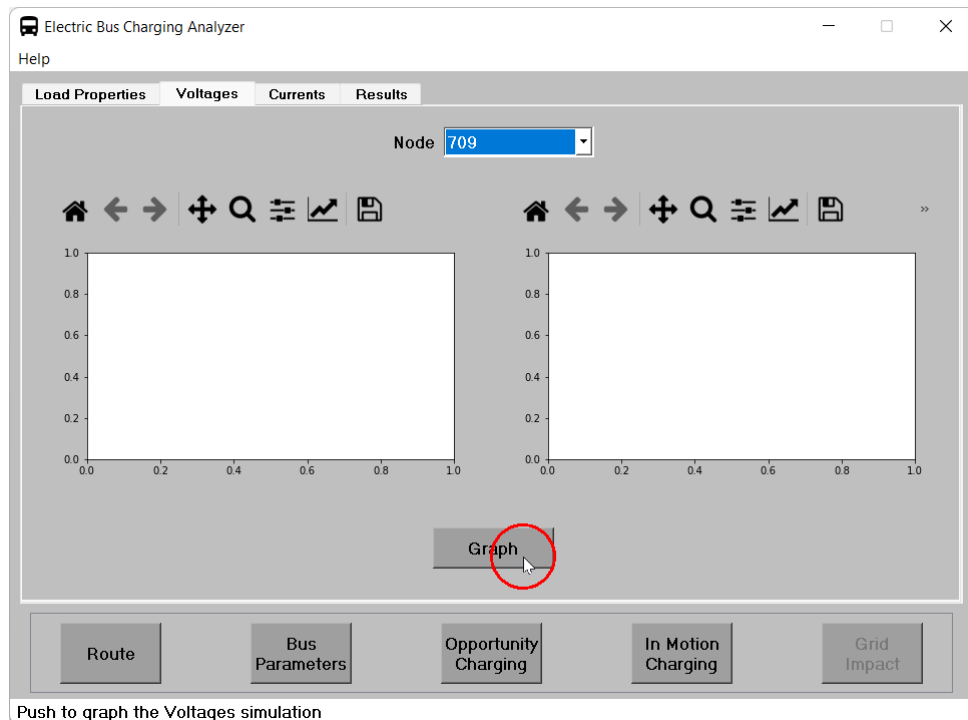 Electric Bus Charging Analyzer
Help
Load Properties Voltages Currents Results
Node 709
»
1.0 1.0
0.8 0.8
0.6 0.6
0.4 0.4
0.2 0.2
0.0 0.0
0.0 0.2 0.4 0.6 0.8 1.0 0.0 0.2 0.4 0.6 0.8 1.0
Graph
Route
Bus
Parameters
Opportunity
Charging
In Motion
Charging
Grid
Impact
Push to graph the Voltages simulation